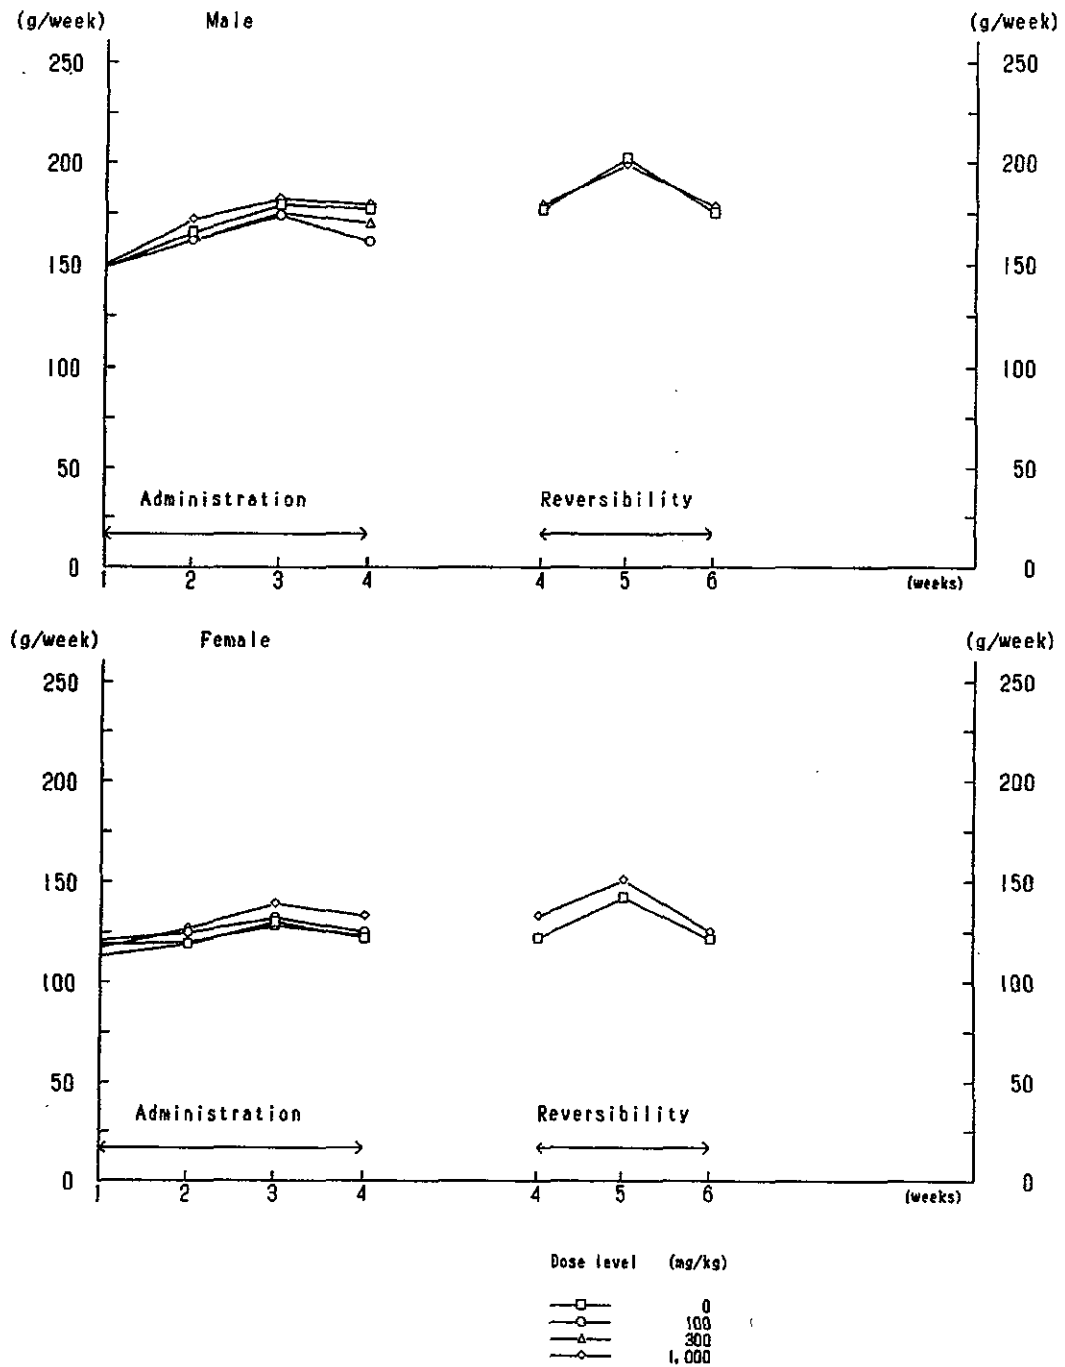 (g/week) Male (g/week)
250 250
200 200
150 150
100 100
50 50
Administration Reversibility
0 0
1 2 3 4 4 5 6 (weeks)
(g/week) Female (g/week)
250 250
200 200
150 150
100 100
50 50
Administration Reversibility
0 0
1 2 3 4 4 5 6 (weeks)
Dose level (mg/kg)
0
100
300
1,000